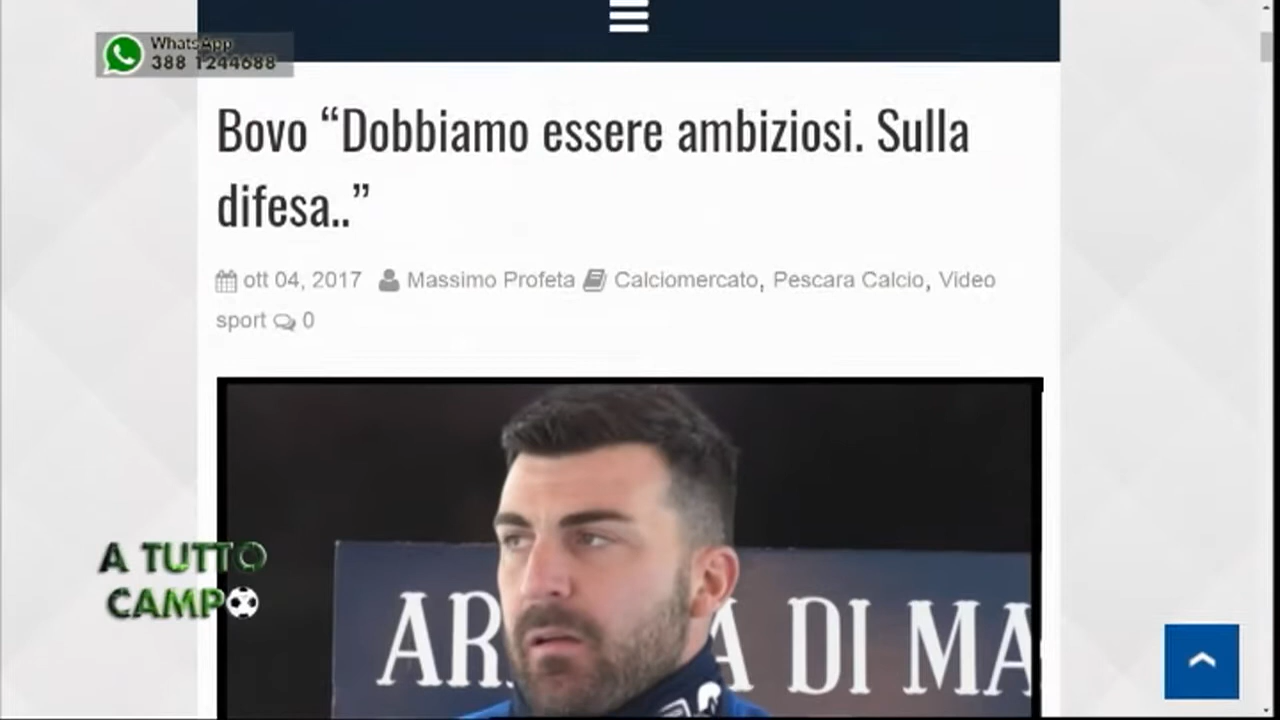 WhatsApp
388 1244688
Bovo “Dobbiamo essere ambiziosi. Sulla
difesa..”
ott 04, 2017 Massimo Profeta Calciomercato, Pescara Calcio, Video
sport 0
A TUTTO
CAMPO
AR A DI MA